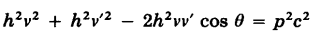 h²ν² + h²ν′² − 2h²νν′ cos θ = p²c²